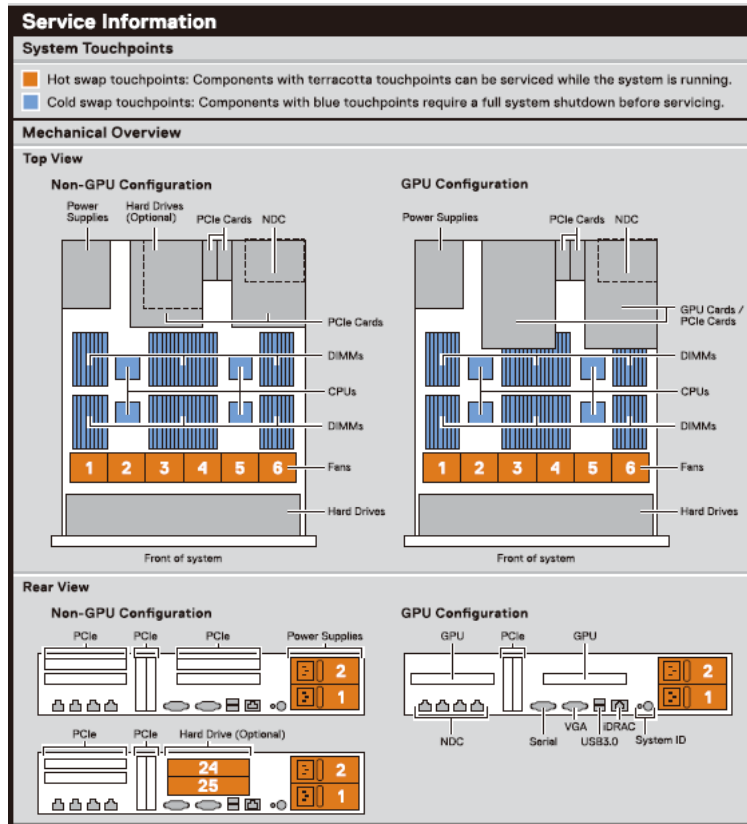 Service Information
System Touchpoints
Hot swap touchpoints: Components with terracotta touchpoints can be serviced while the system is running.
Cold swap touchpoints: Components with blue touchpoints require a full system shutdown before servicing.
Mechanical Overview
Top View
Non-GPU Configuration
Power Supplies
Hard Drives (Optional)
PCIe Cards
NDC
PCIe Cards
DIMMs
CPUs
DIMMs
1 2 3 4 5 6
Fans
Hard Drives
Front of system
GPU Configuration
Power Supplies
PCIe Cards
NDC
GPU Cards /
PCIe Cards
DIMMs
CPUs
DIMMs
1 2 3 4 5 6
Fans
Hard Drives
Front of system
Rear View
Non-GPU Configuration
PCIe PCIe PCIe Power Supplies
2
1
PCIe PCIe Hard Drive (Optional)
24
25
2
1
GPU Configuration
GPU PCIe GPU
2
1
NDC Serial VGA USB3.0 iDRAC System ID